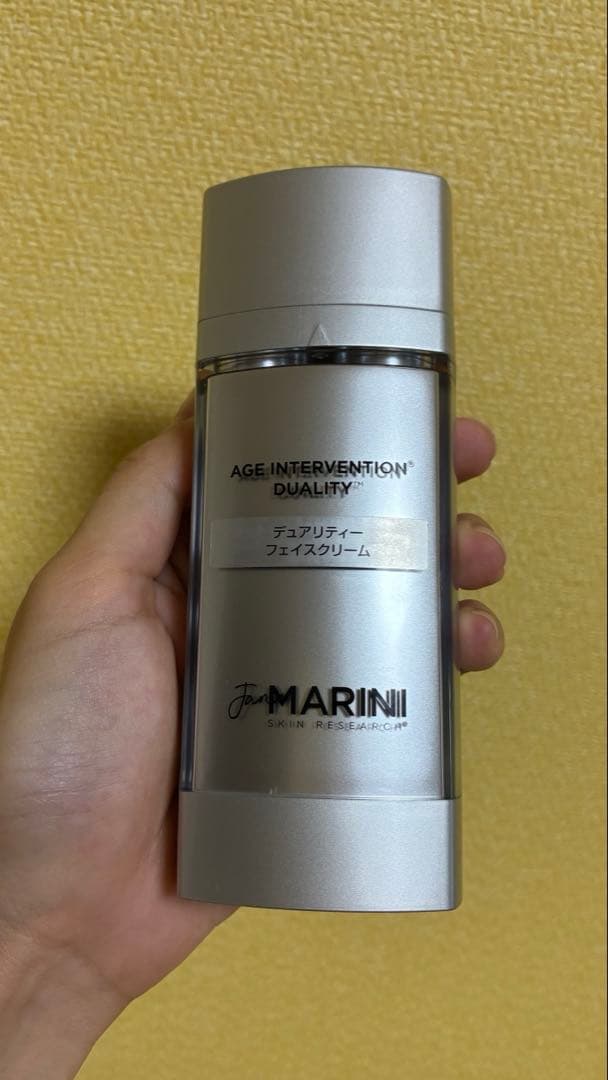 AGE INTERVENTION®
DUALITY™
デュアリティー
フェイスクリーム
Jan MARINI
SKIN RESEARCH®